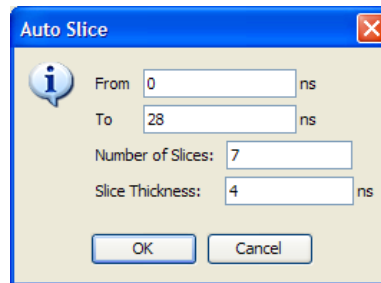 Auto Slice
From 0 ns
To 28 ns
Number of Slices: 7
Slice Thickness: 4 ns
OK Cancel